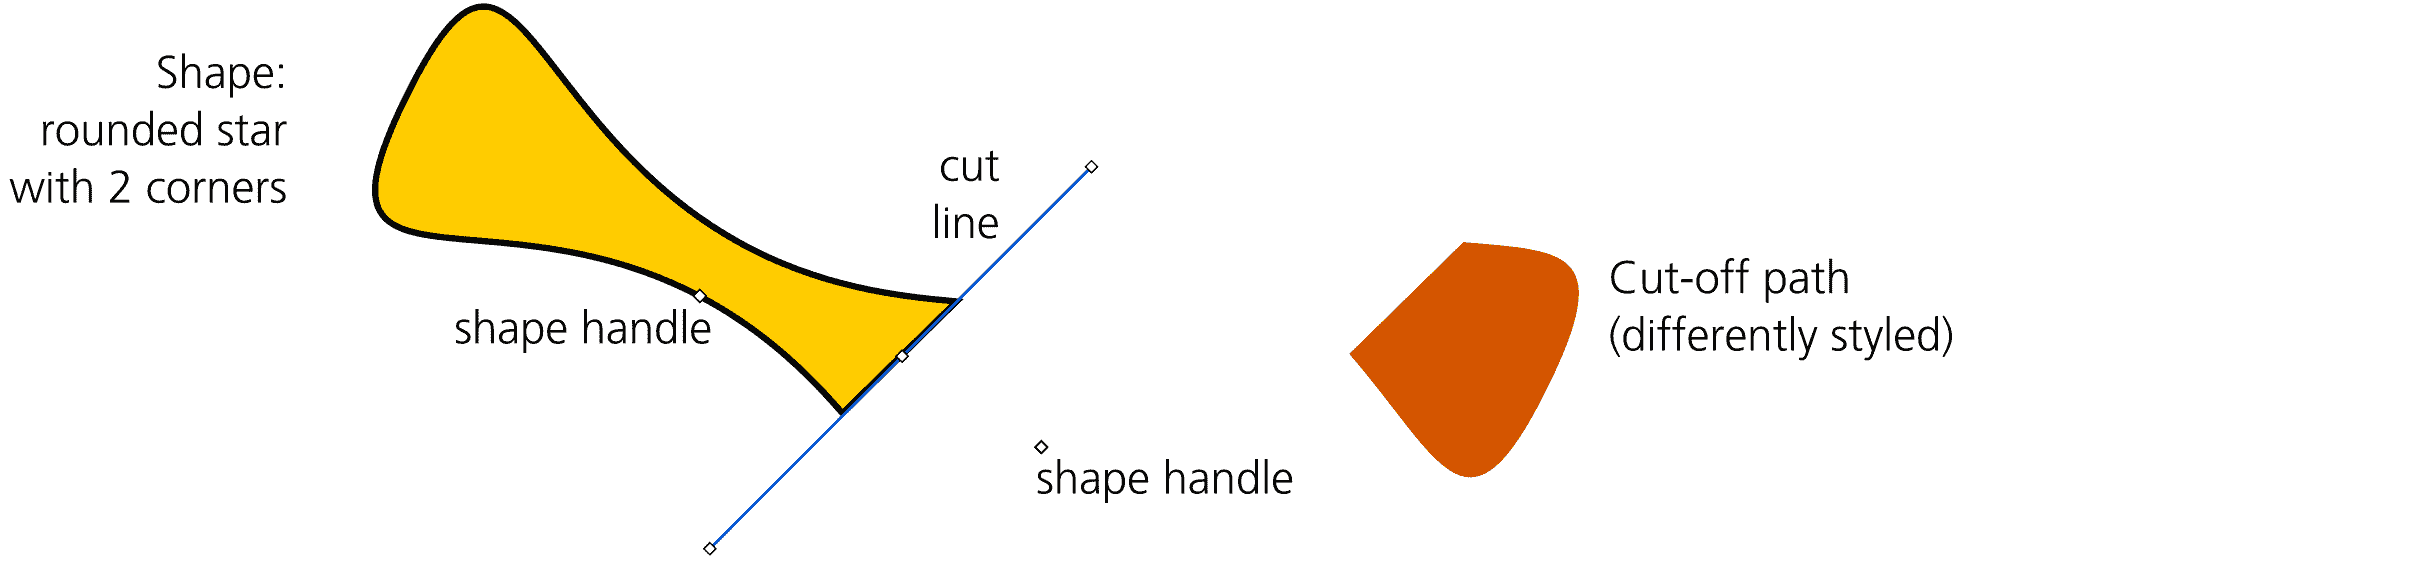 Shape:
rounded star
with 2 corners
cut
line
shape handle
shape handle
Cut-off path
(differently styled)